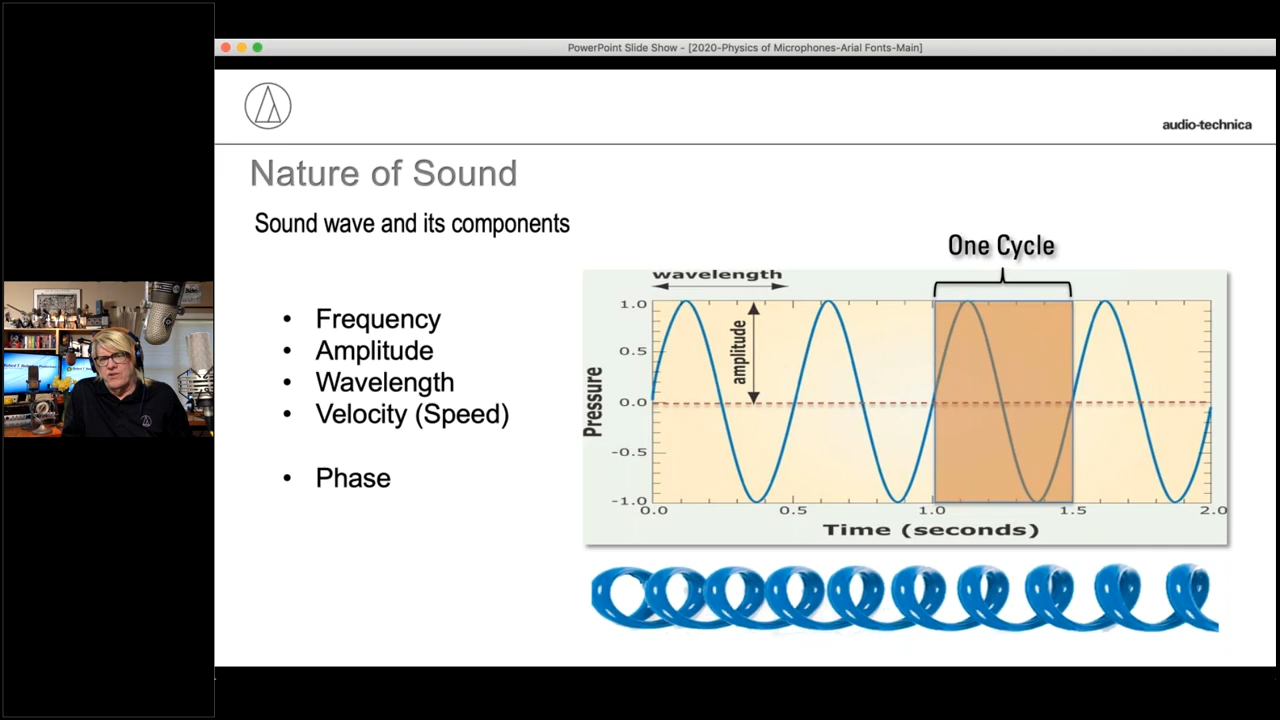 PowerPoint Slide Show - [2020-Physics of Microphones-Arial Fonts-Main]
audio-technica
Nature of Sound
Sound wave and its components
• Frequency
• Amplitude
• Wavelength
• Velocity (Speed)
• Phase
One Cycle
wavelength
amplitude
Pressure
1.0
0.5
0.0
-0.5
-1.0
0.0 0.5 1.0 1.5 2.0
Time (seconds)